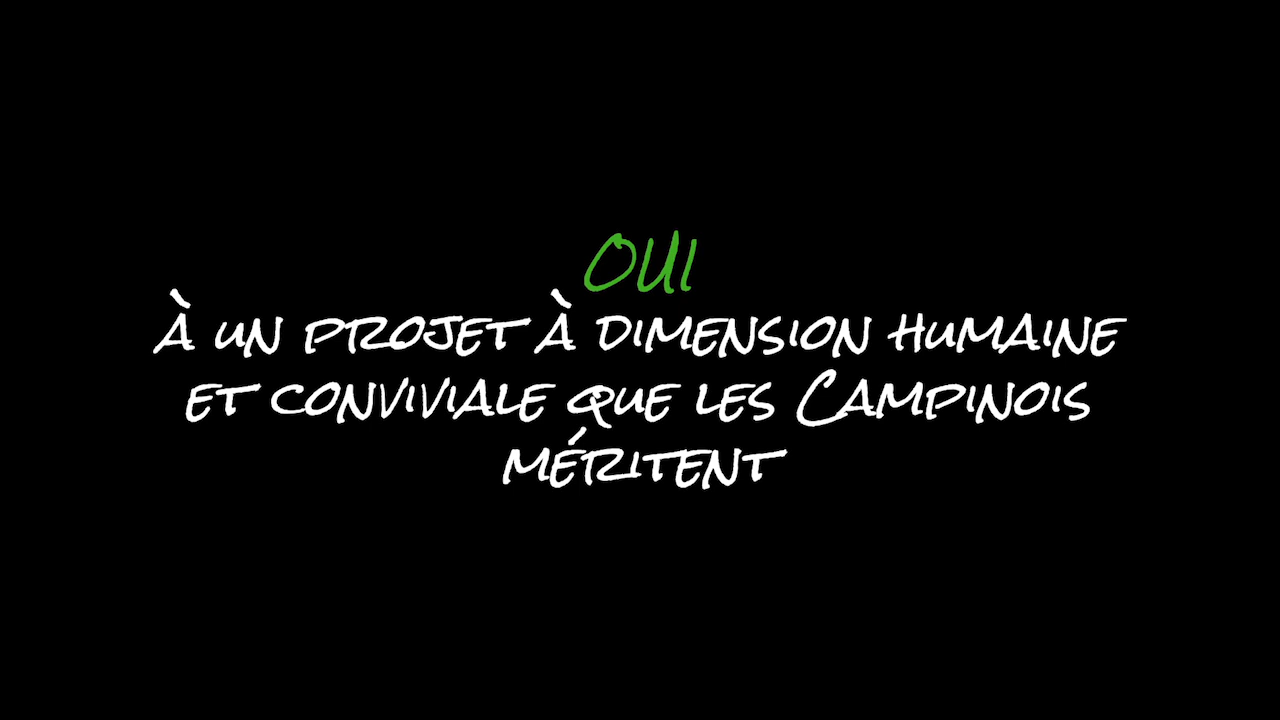 OUI
à un projet à dimension humaine
et conviviale que les Campinois
méritent